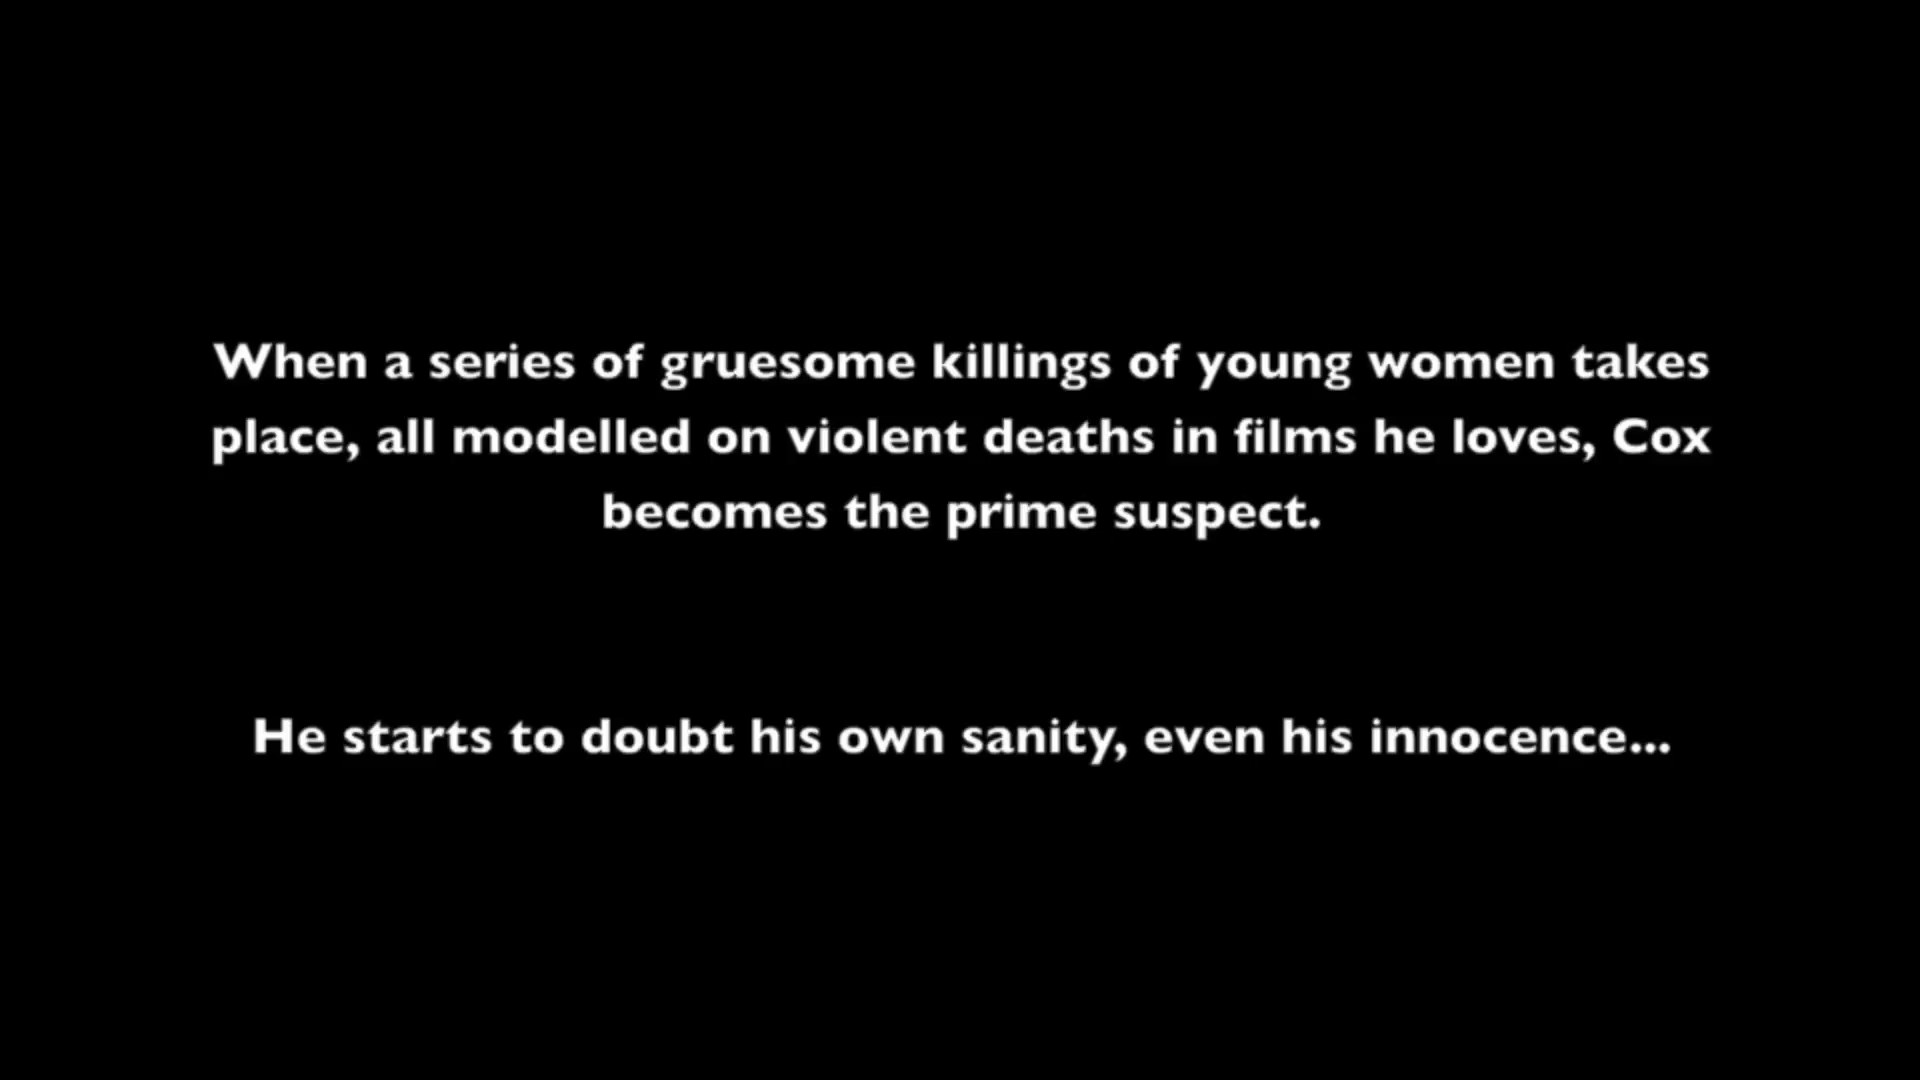 When a series of gruesome killings of young women takes
place, all modelled on violent deaths in films he loves, Cox
becomes the prime suspect.
He starts to doubt his own sanity, even his innocence...